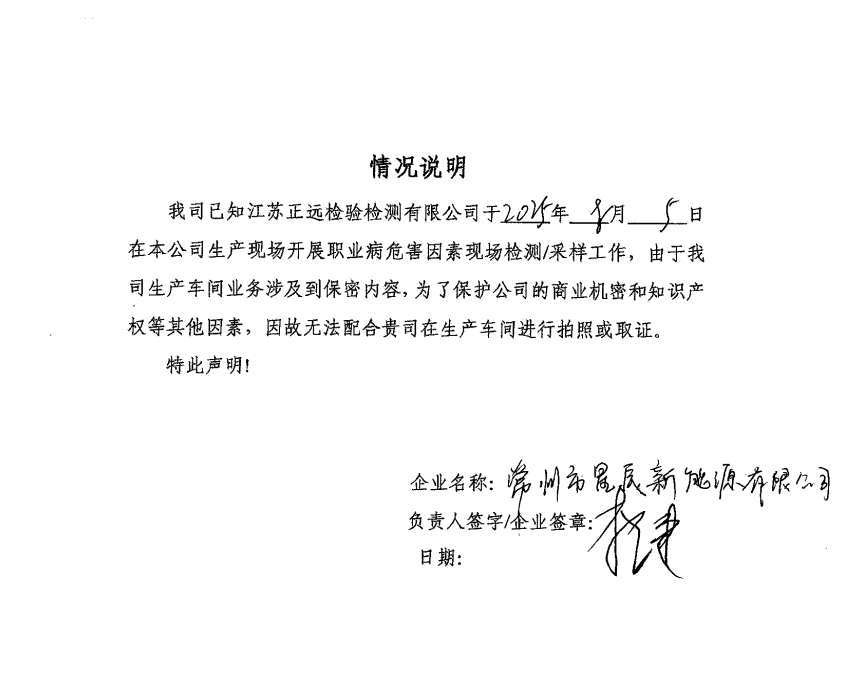 情况说明
我司已知江苏正远检验检测有限公司于2025年8月5日
在本公司生产现场开展职业病危害因素现场检测/采样工作，由于我
司生产车间业务涉及到保密内容，为了保护公司的商业机密和知识产
权等其他因素，因故无法配合贵司在生产车间进行拍照或取证。
特此声明！
企业名称：常州市 新能源有限公司
负责人签字/企业签章：
日期：